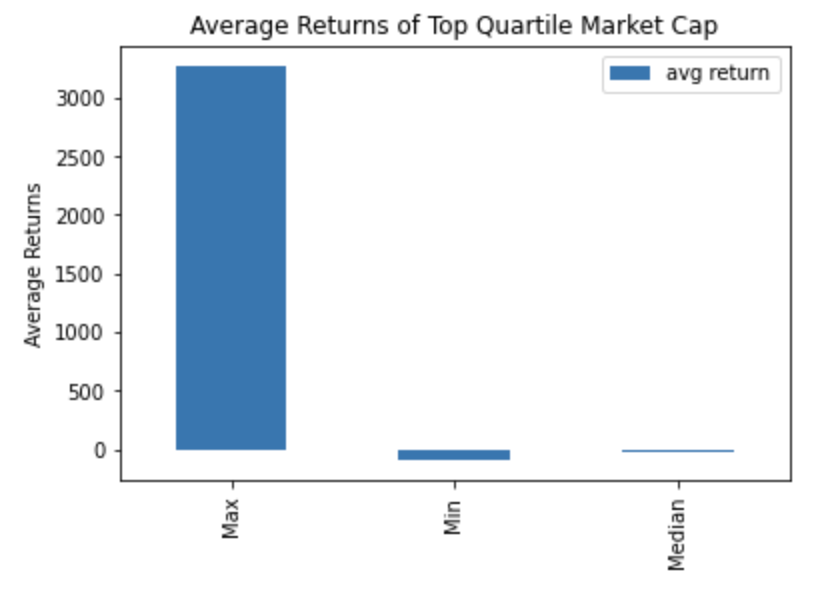 Average Returns of Top Quartile Market Cap
avg return
Average Returns
3000
2500
2000
1500
1000
500
0
Max
Min
Median